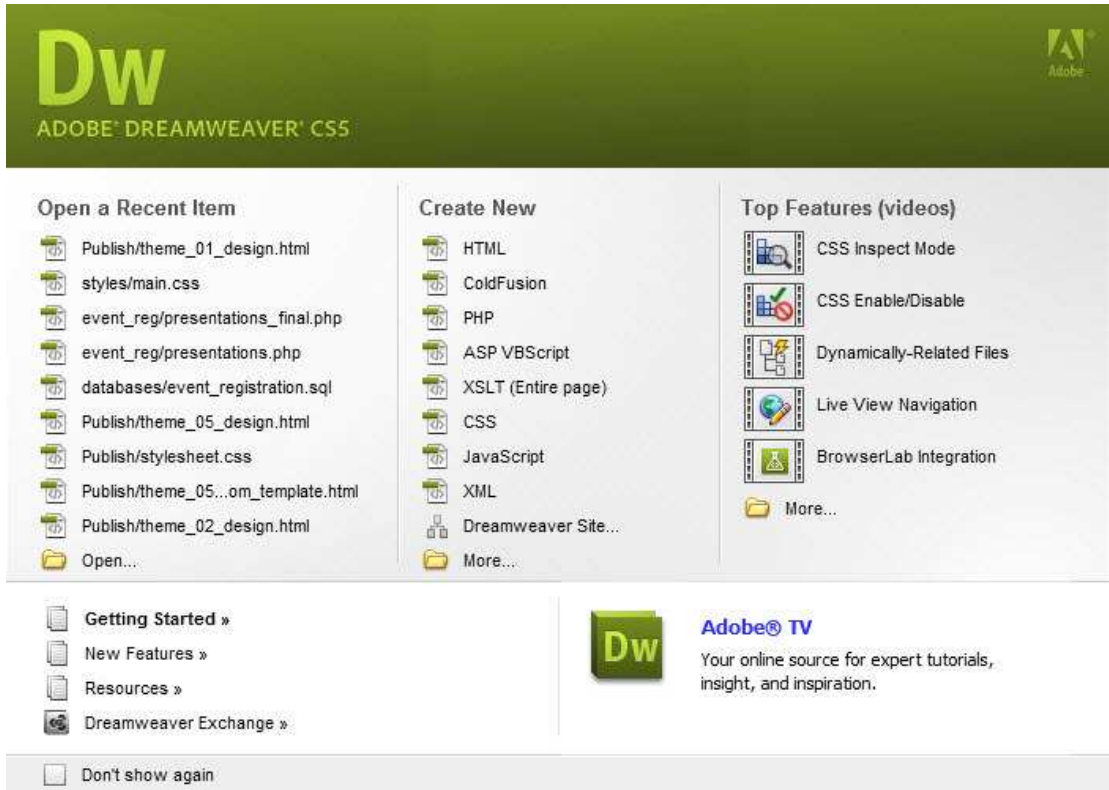 Dw
ADOBE® DREAMWEAVER® CS5
Adobe
Open a Recent Item
Publish/theme_01_design.html
styles/main.css
event_reg/presentations_final.php
event_reg/presentations.php
databases/event_registration.sql
Publish/theme_05_design.html
Publish/stylesheet.css
Publish/theme_05...om_template.html
Publish/theme_02_design.html
Open...
Create New
HTML
ColdFusion
PHP
ASP VBScript
XSLT (Entire page)
CSS
JavaScript
XML
Dreamweaver Site...
More...
Top Features (videos)
CSS Inspect Mode
CSS Enable/Disable
Dynamically-Related Files
Live View Navigation
BrowserLab Integration
More...
Getting Started »
New Features »
Resources »
Dreamweaver Exchange »
Dw
Adobe® TV
Your online source for expert tutorials,
insight, and inspiration.
Don't show again